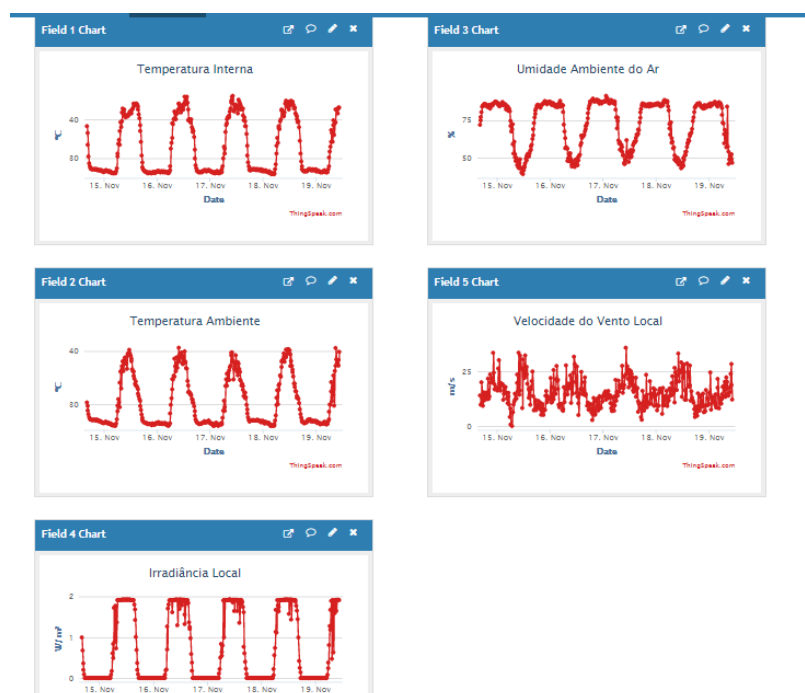 Field 1 Chart
Temperatura Interna
40
30
°C
15. Nov 16. Nov 17. Nov 18. Nov 19. Nov
Date
ThingSpeak.com
Field 3 Chart
Umidade Ambiente do Ar
75
50
%
15. Nov 16. Nov 17. Nov 18. Nov 19. Nov
Date
ThingSpeak.com
Field 2 Chart
Temperatura Ambiente
40
30
°C
15. Nov 16. Nov 17. Nov 18. Nov 19. Nov
Date
ThingSpeak.com
Field 5 Chart
Velocidade do Vento Local
25
0
m/s
15. Nov 16. Nov 17. Nov 18. Nov 19. Nov
Date
ThingSpeak.com
Field 4 Chart
Irradiância Local
2
1
0
W/m²
15. Nov 16. Nov 17. Nov 18. Nov 19. Nov